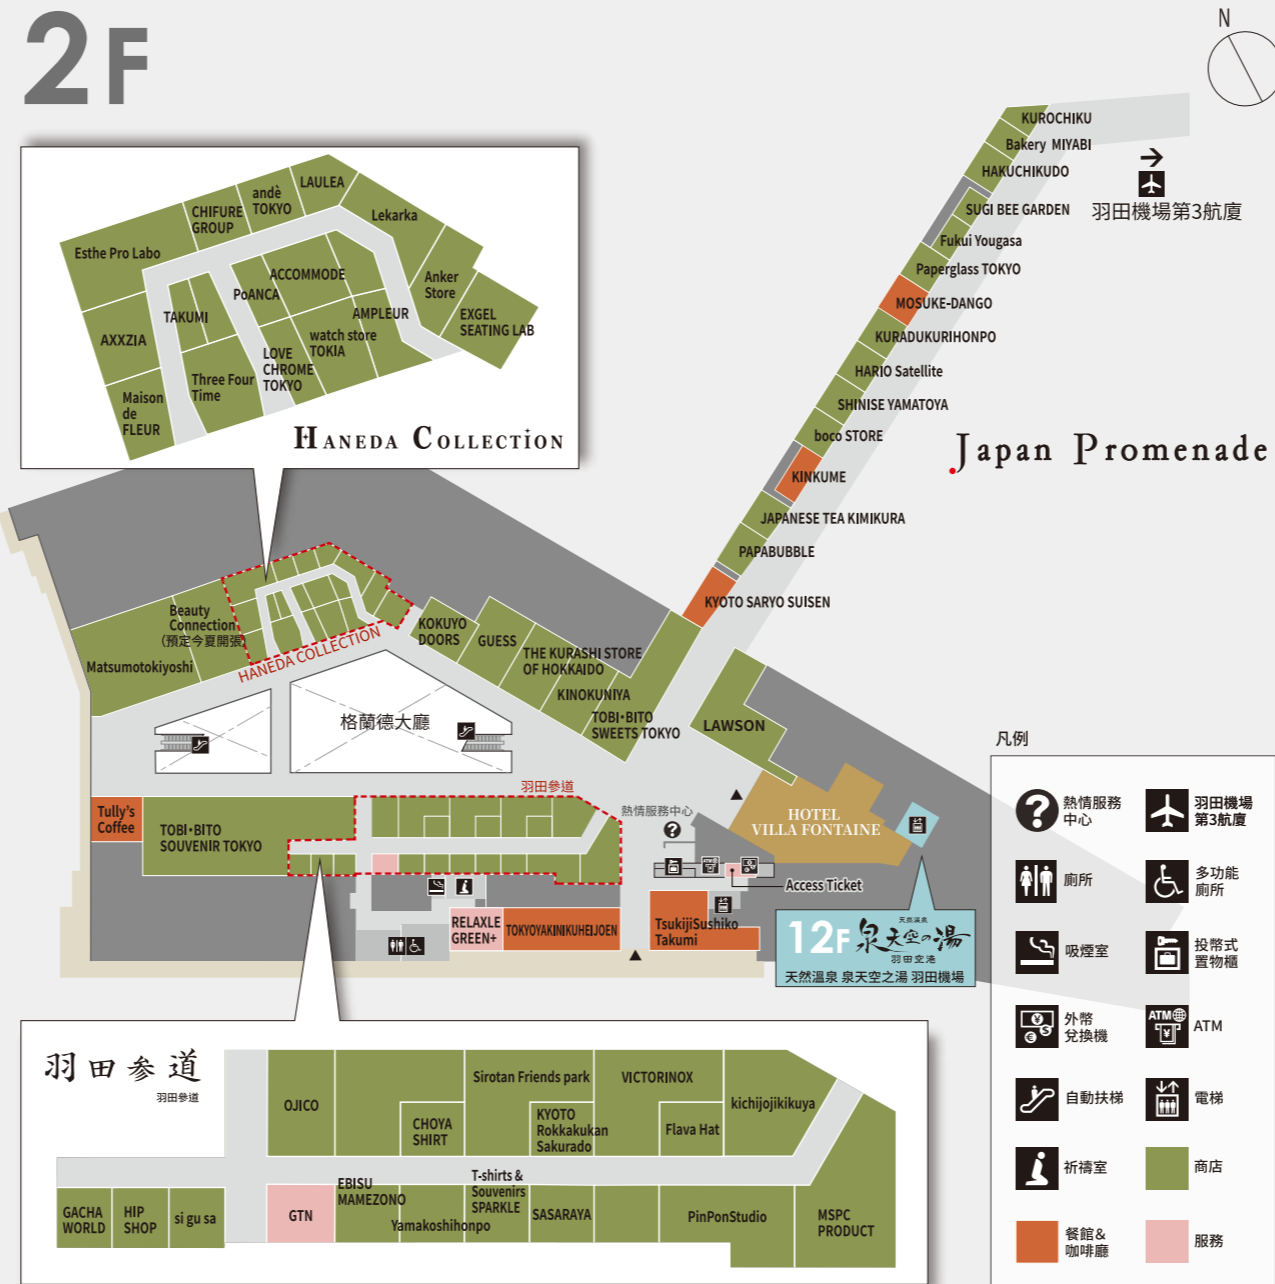 2F
N
LAULEA
andè
TOKYO
CHIFURE
GROUP
Lekarka
Esthe Pro Labo
ACCOMMODE
PoANCA
Anker
Store
TAKUMI
AMPLEUR
EXGEL
SEATING LAB
AXXZIA
watch store
TOKIA
LOVE
CHROME
TOKYO
Three Four
Time
Maison
de
FLEUR
HANEDA COLLECTION
KUROCHIKU
Bakery MIYABI
HAKUCHIKUDO
SUGI BEE GARDEN
Fukui Yougasa
Paperglass TOKYO
MOSUKE-DANGO
KURADUKURIHONPO
HARIO Satellite
SHINISE YAMATOYA
boco STORE
KINKUME
JAPANESE TEA KIMIKURA
PAPABUBBLE
KYOTO SARYO SUISEN
羽田機場第3航廈
Japan Promenade
Beauty
Connection
(預定今夏開張)
Matsumotokiyoshi
HANEDA COLLECTION
KOKUYO
DOORS
GUESS
THE KURASHI STORE
OF HOKKAIDO
KINOKUNIYA
TOBI•BITO
SWEETS TOKYO
LAWSON
格蘭德大廳
羽田參道
熱情服務中心
?
HOTEL
VILLA FONTAINE
Tully's
Coffee
TOBI•BITO
SOUVENIR TOKYO
ATM
Access Ticket
RELAXLE
GREEN+
TOKYOYAKINIKUHEIJOEN
TsukijiSushiko
Takumi
12F
天然温泉
泉天空の湯
羽田空港
天然溫泉 泉天空之湯 羽田機場
凡例
?
熱情服務
中心
羽田機場
第3航廈
廁所
多功能
廁所
吸煙室
投幣式
置物櫃
外幣
兌換機
ATM
ATM
自動扶梯
電梯
祈禱室
商店
餐館&
咖啡廳
服務
羽田参道
羽田參道
OJICO
Sirotan Friends park
VICTORINOX
kichijojikikuya
CHOYA
SHIRT
KYOTO
Rokkakukan
Sakurado
Flava Hat
GACHA
WORLD
HIP
SHOP
si gu sa
GTN
EBISU
MAMEZONO
Yamakoshihonpo
T-shirts &
Souvenirs
SPARKLE
SASARAYA
PinPonStudio
MSPC
PRODUCT